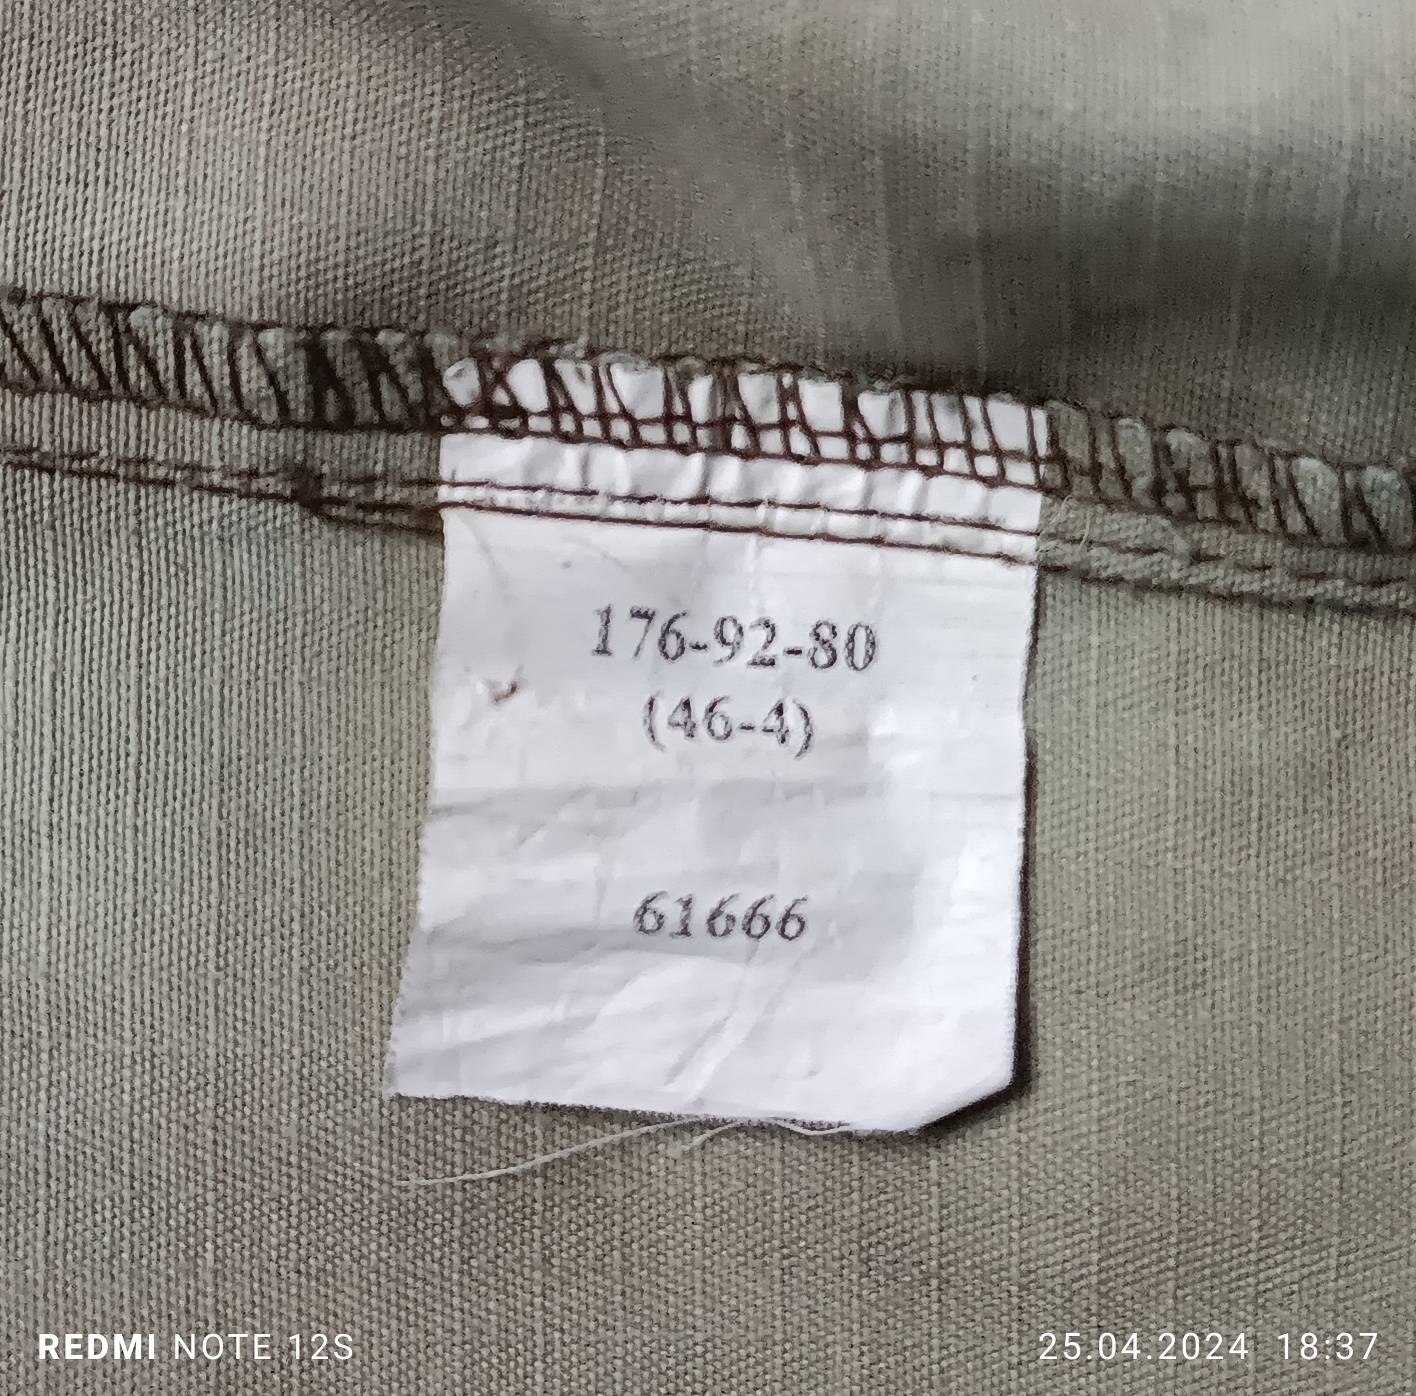 176-92-80
(46-4)
61666
REDMI NOTE 12S
25.04.2024 18:37